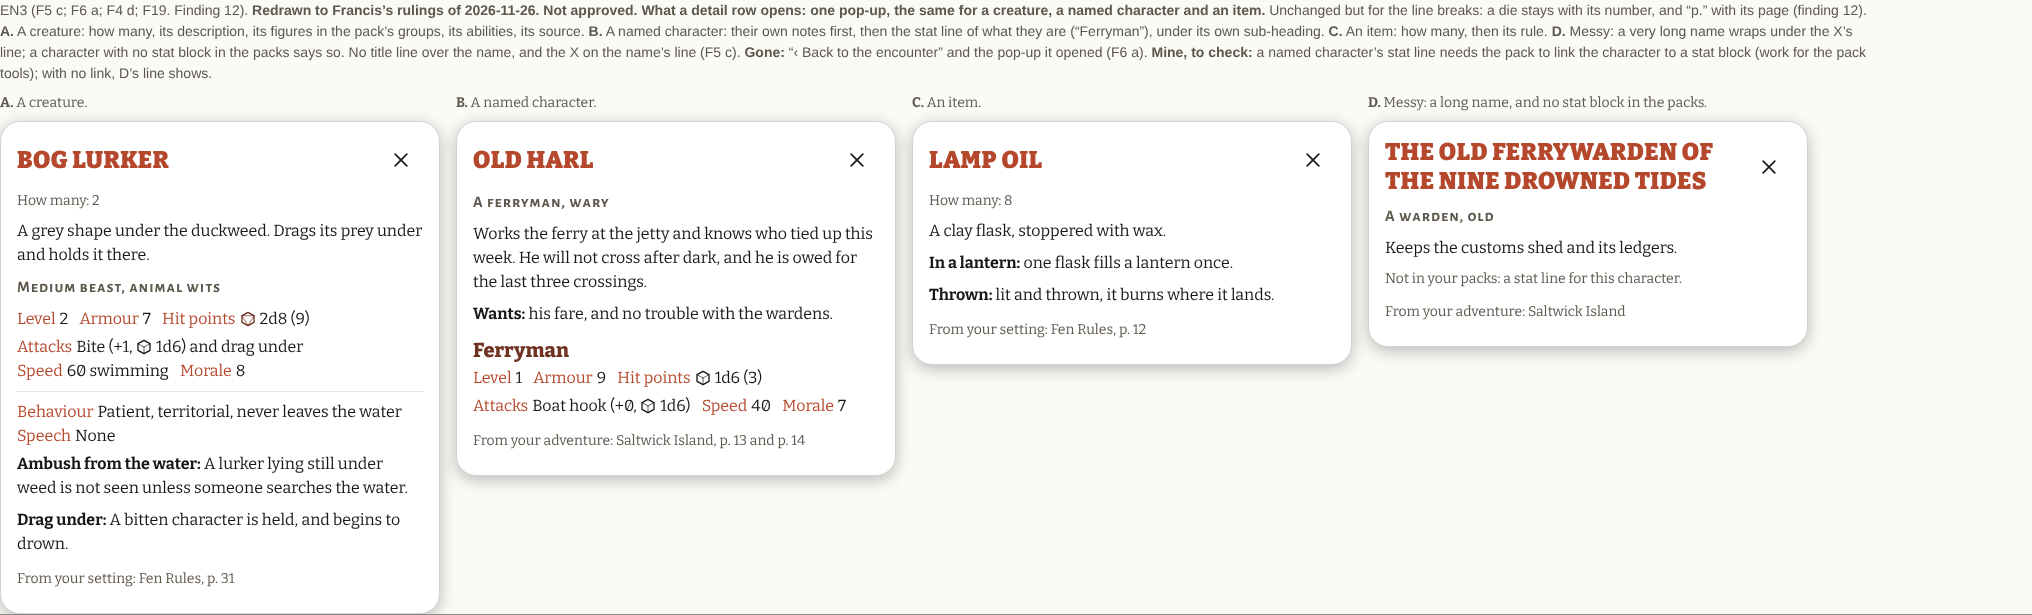 EN3 (F5 c; F6 a; F4 d; F19. Finding 12). Redrawn to Francis’s rulings of 2026-11-26. Not approved. What a detail row opens: one pop-up, the same for a creature, a named character and an item. Unchanged but for the line breaks: a die stays with its number, and “p.” with its page (finding 12).
A. A creature: how many, its description, its figures in the pack’s groups, its abilities, its source. B. A named character: their own notes first, then the stat line of what they are (“Ferryman”), under its own sub-heading. C. An item: how many, then its rule. D. Messy: a very long name wraps under the X’s
line; a character with no stat block in the packs says so. No title line over the name, and the X on the name’s line (F5 c). Gone: “‹ Back to the encounter” and the pop-up it opened (F6 a). Mine, to check: a named character’s stat line needs the pack to link the character to a stat block (work for the pack
tools); with no link, D’s line shows.
A. A creature.
BOG LURKER
How many: 2
A grey shape under the duckweed. Drags its prey under
and holds it there.
MEDIUM BEAST, ANIMAL WITS
Level 2 Armour 7 Hit points 2d8 (9)
Attacks Bite (+1, 1d6) and drag under
Speed 60 swimming Morale 8
Behaviour Patient, territorial, never leaves the water
Speech None
Ambush from the water: A lurker lying still under
weed is not seen unless someone searches the water.
Drag under: A bitten character is held, and begins to
drown.
From your setting: Fen Rules, p. 31
B. A named character.
OLD HARL
A FERRYMAN, WARY
Works the ferry at the jetty and knows who tied up this
week. He will not cross after dark, and he is owed for
the last three crossings.
Wants: his fare, and no trouble with the wardens.
Ferryman
Level 1 Armour 9 Hit points 1d6 (3)
Attacks Boat hook (+0, 1d6) Speed 40 Morale 7
From your adventure: Saltwick Island, p. 13 and p. 14
C. An item.
LAMP OIL
How many: 8
A clay flask, stoppered with wax.
In a lantern: one flask fills a lantern once.
Thrown: lit and thrown, it burns where it lands.
From your setting: Fen Rules, p. 12
D. Messy: a long name, and no stat block in the packs.
THE OLD FERRYWARDEN OF
THE NINE DROWNED TIDES
A WARDEN, OLD
Keeps the customs shed and its ledgers.
Not in your packs: a stat line for this character.
From your adventure: Saltwick Island